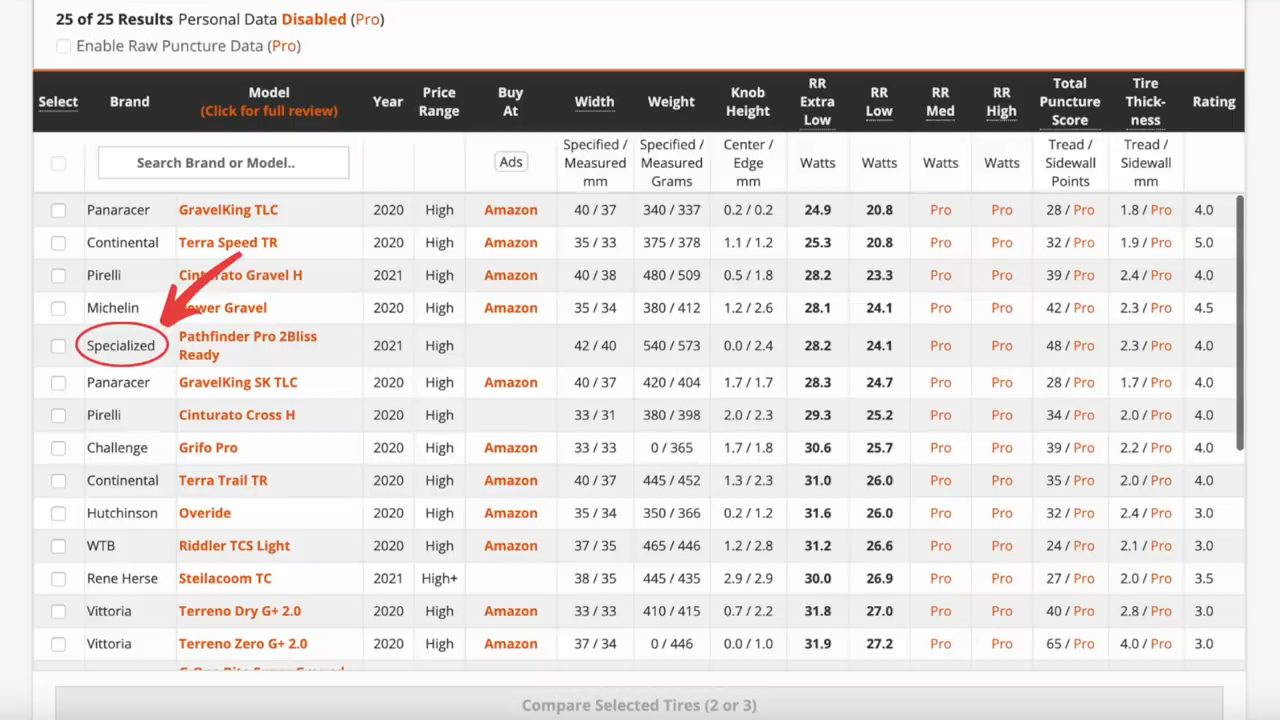 25 of 25 Results Personal Data Disabled (Pro)
Enable Raw Puncture Data (Pro)
Select Brand Model (Click for full review) Year Price Range Buy At Width Weight Knob Height RR Extra Low RR Low RR Med RR High Total Puncture Score Tire Thick-ness Rating
Search Brand or Model.. Ads Specified / Measured mm Specified / Measured Grams Center / Edge mm Watts Watts Watts Watts Tread / Sidewall Points Tread / Sidewall mm
Panaracer GravelKing TLC 2020 High Amazon 40 / 37 340 / 337 0.2 / 0.2 24.9 20.8 Pro Pro 28 / Pro 1.8 / Pro 4.0
Continental Terra Speed TR 2020 High Amazon 35 / 33 375 / 378 1.1 / 1.2 25.3 20.8 Pro Pro 32 / Pro 1.9 / Pro 5.0
Pirelli Cinturato Gravel H 2021 High Amazon 40 / 38 480 / 509 0.5 / 1.8 28.2 23.3 Pro Pro 39 / Pro 2.4 / Pro 4.0
Michelin Power Gravel 2020 High Amazon 35 / 34 380 / 412 1.2 / 2.6 28.1 24.1 Pro Pro 42 / Pro 2.3 / Pro 4.5
Specialized Pathfinder Pro 2Bliss Ready 2021 High 42 / 40 540 / 573 0.0 / 2.4 28.2 24.1 Pro Pro 48 / Pro 2.3 / Pro 4.0
Panaracer GravelKing SK TLC 2020 High Amazon 40 / 37 420 / 404 1.7 / 1.7 28.3 24.7 Pro Pro 28 / Pro 1.7 / Pro 4.0
Pirelli Cinturato Cross H 2020 High 33 / 31 380 / 398 2.0 / 2.3 29.3 25.2 Pro Pro 34 / Pro 2.0 / Pro 4.0
Challenge Grifo Pro 2020 High Amazon 33 / 33 0 / 365 1.7 / 1.8 30.6 25.7 Pro Pro 39 / Pro 2.2 / Pro 4.0
Continental Terra Trail TR 2020 High Amazon 40 / 37 445 / 452 1.3 / 2.3 31.0 26.0 Pro Pro 35 / Pro 2.0 / Pro 4.0
Hutchinson Overide 2020 High Amazon 35 / 34 350 / 366 0.2 / 1.2 31.6 26.0 Pro Pro 32 / Pro 2.4 / Pro 3.0
WTB Riddler TCS Light 2020 High Amazon 37 / 35 465 / 446 1.2 / 2.8 31.2 26.6 Pro Pro 24 / Pro 2.1 / Pro 3.0
Rene Herse Steilacoom TC 2021 High+ 38 / 35 445 / 435 2.9 / 2.9 30.0 26.9 Pro Pro 27 / Pro 2.0 / Pro 3.5
Vittoria Terreno Dry G+ 2.0 2020 High Amazon 33 / 33 410 / 415 0.7 / 2.2 31.8 27.0 Pro Pro 40 / Pro 2.8 / Pro 3.0
Vittoria Terreno Zero G+ 2.0 2020 High Amazon 37 / 34 0 / 446 0.0 / 1.0 31.9 27.2 Pro Pro 65 / Pro 4.0 / Pro 3.0
Compare Selected Tires (2 or 3)